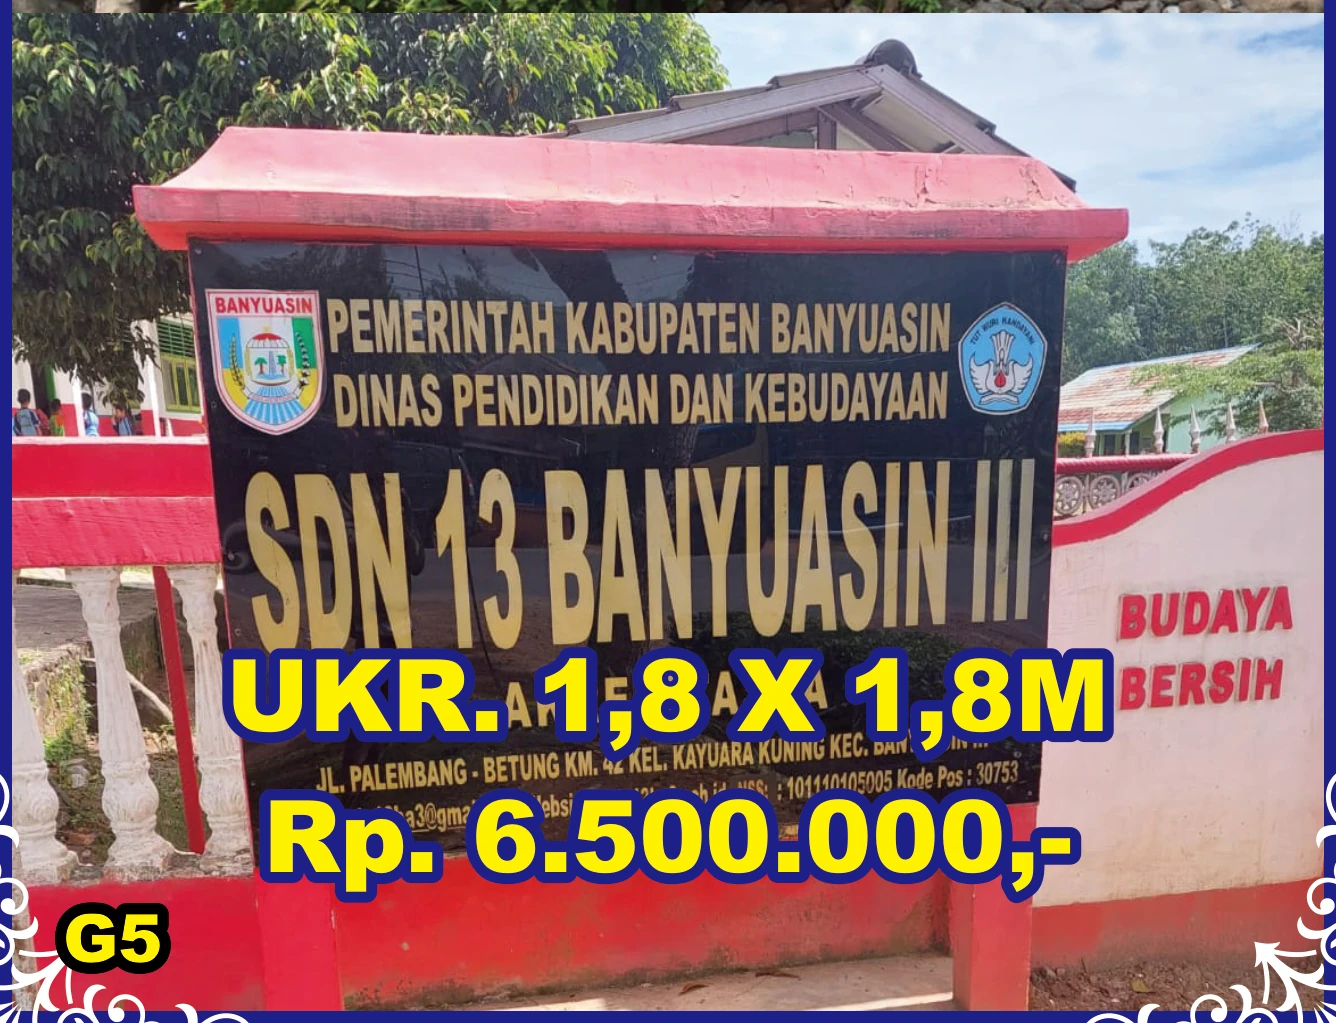 BANYUASIN
PEMERINTAH KABUPATEN BANYUASIN
DINAS PENDIDIKAN DAN KEBUDAYAAN
TUT WURI HANDAYANI
SDN 13 BANYUASIN III
UKR. 1,8 X 1,8M
JL. PALEMBANG - BETUNG KM. 42 KEL. KAYUARA KUNING KEC.
: 101110105005 Kode Pos : 30753
Rp. 6.500.000,-
BUDAYA
BERSIH
G5